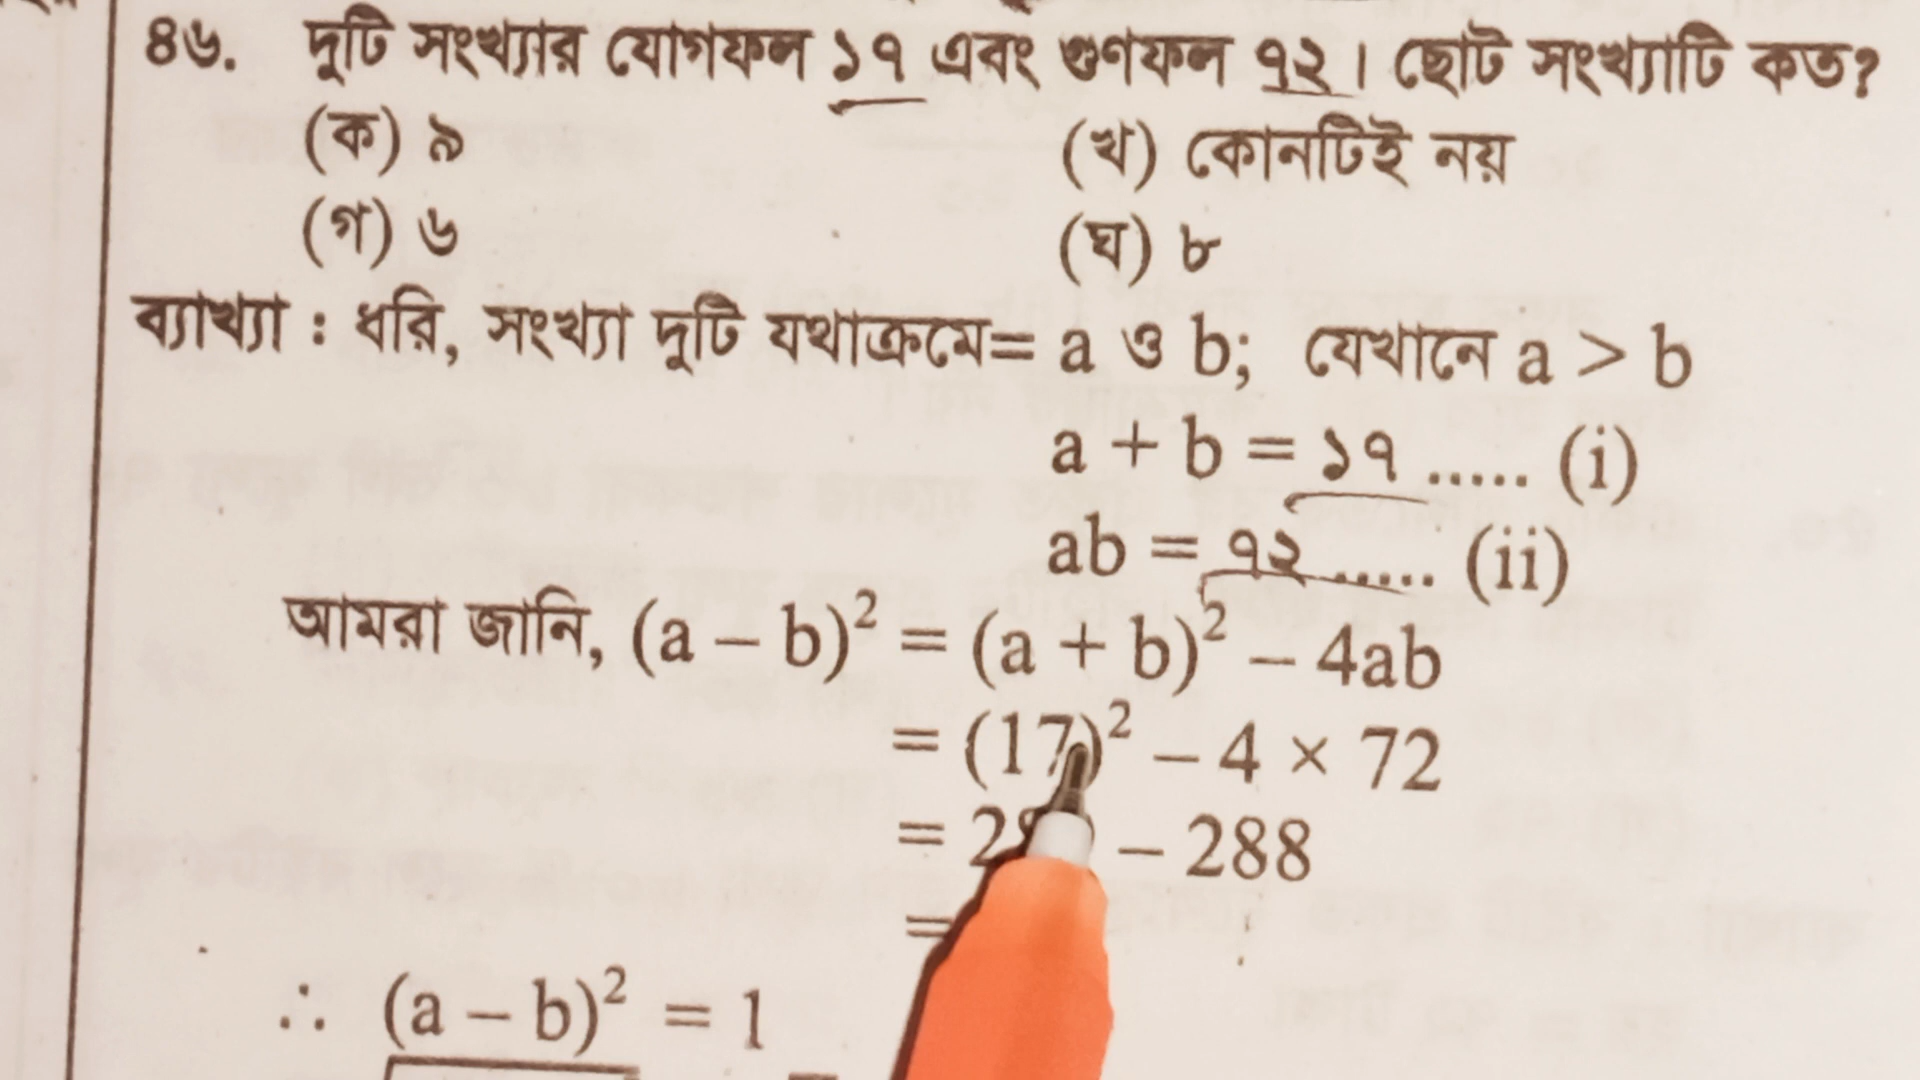 ৪৬. দুটি সংখ্যার যোগফল ১৭ এবং গুণফল ৭২। ছোট সংখ্যাটি কত?
(ক) ৯ (খ) কোনটিই নয়
(গ) ৬ (ঘ) ৮
ব্যাখ্যা : ধরি, সংখ্যা দুটি যথাক্রমে= a ও b; যেখানে a > b
a + b = ১৭ ..... (i)
ab = ৭২ ..... (ii)
আমরা জানি, (a – b)² = (a + b)² – 4ab
= (17)² – 4 × 72
= – 288
=
∴ (a – b)² = 1